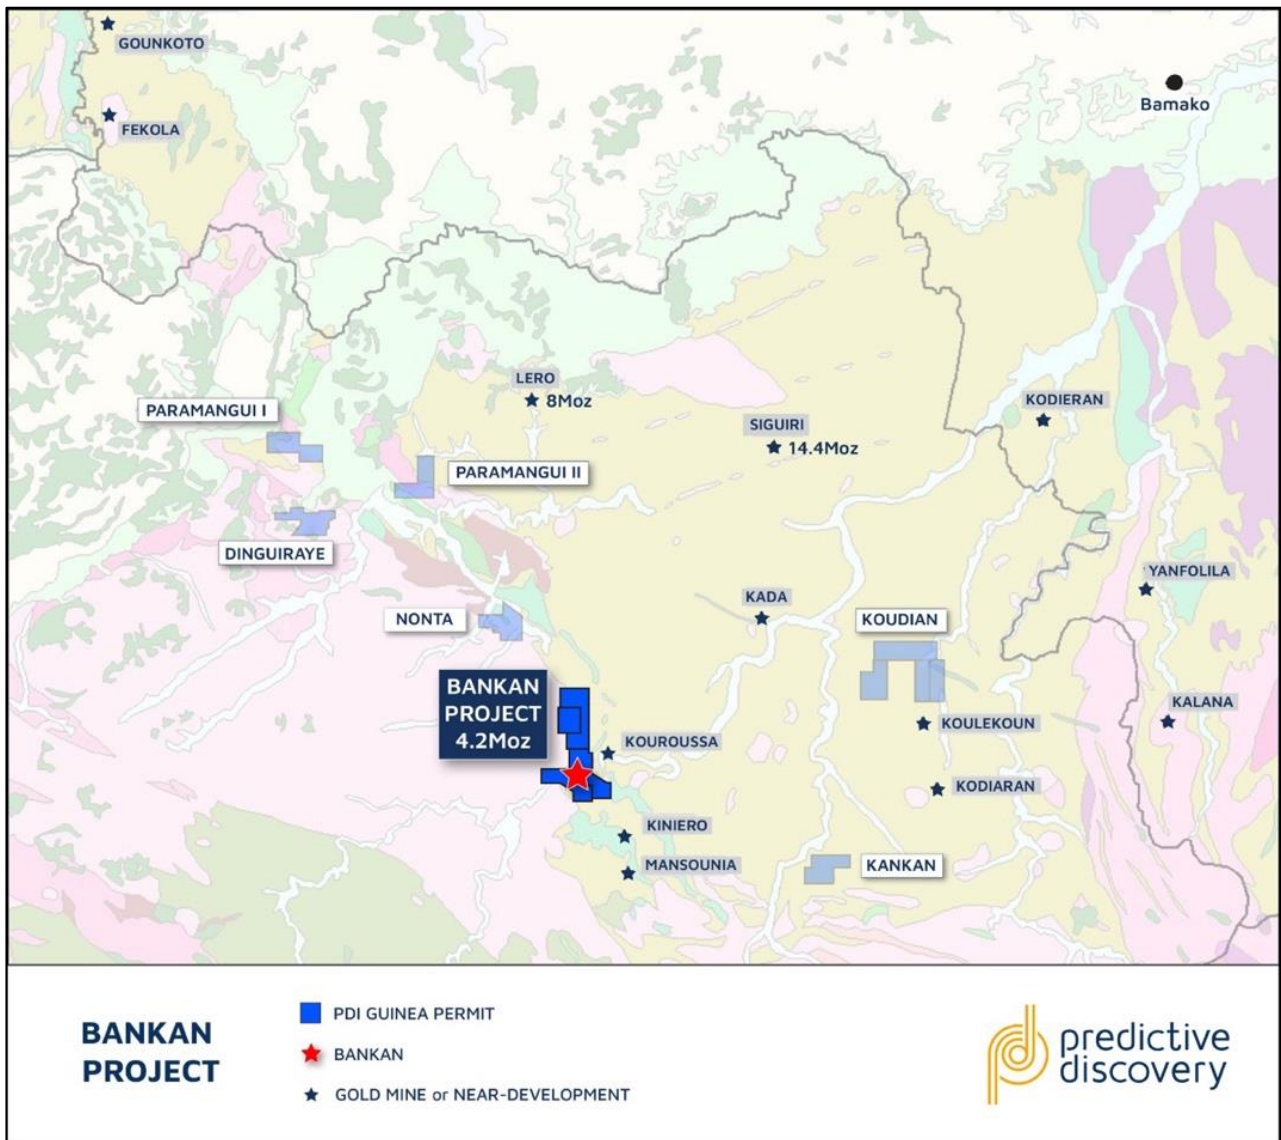 GOUNKOTO
FEKOLA
Bamako
LERO
8Moz
KODIERAN
PARAMANGUI I
SIGUIRI
14.4Moz
PARAMANGUI II
DINGUIRAYE
YANFOLILA
KADA
NONTA
KOUDIAN
BANKAN
PROJECT
4.2Moz
KALANA
KOULEKOUN
KOUROUSSA
KODIARAN
KINIERO
MANSOUNIA
KANKAN
BANKAN
PROJECT
PDI GUINEA PERMIT
BANKAN
GOLD MINE or NEAR-DEVELOPMENT
predictive
discovery